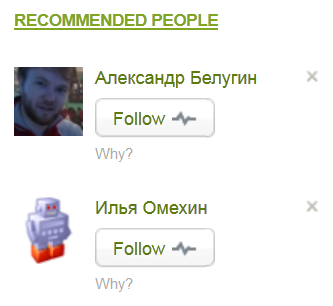 RECOMMENDED PEOPLE
Александр Белугин
Follow
Why?
Илья Омехин
Follow
Why?